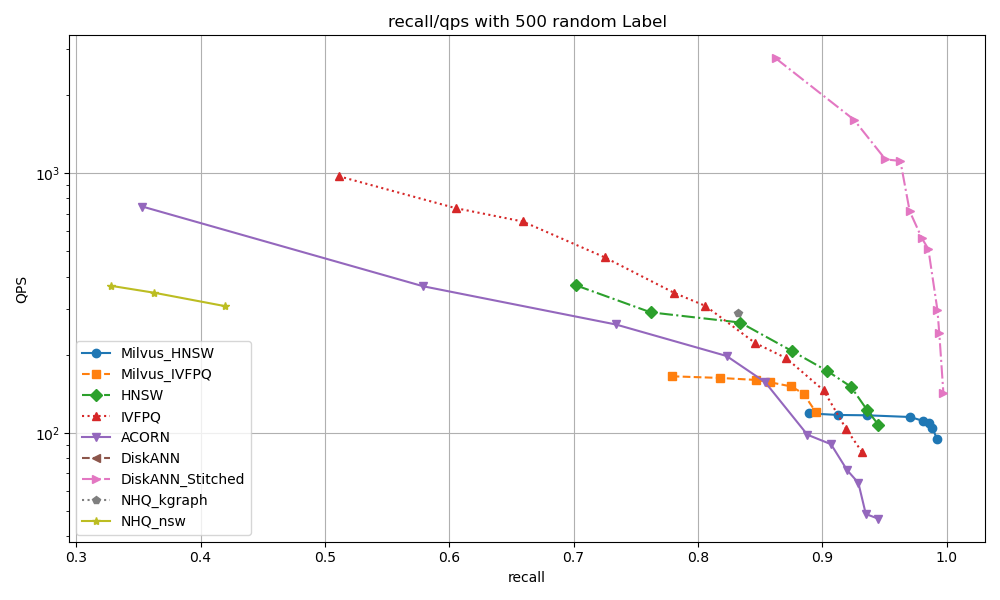 recall/qps with 500 random Label
QPS
10³
10²
Milvus_HNSW
Milvus_IVFPQ
HNSW
IVFPQ
ACORN
DiskANN
DiskANN_Stitched
NHQ_kgraph
NHQ_nsw
0.3 0.4 0.5 0.6 0.7 0.8 0.9 1.0
recall